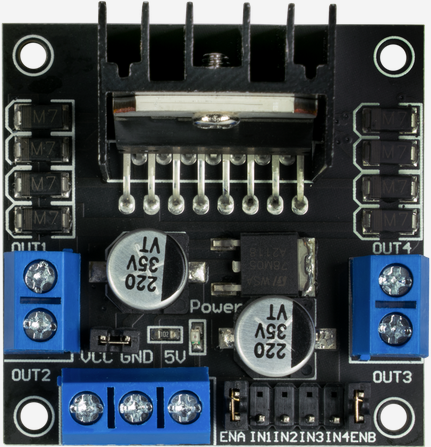 M7
M7
M7
M7
M7
M7
M7
M7
OUT1
OUT4
220
35V
VT
78M05
Power
220
35V
VT
VCC GND 5V
OUT2
OUT3
ENA IN1 IN2 IN3 IN4 ENB